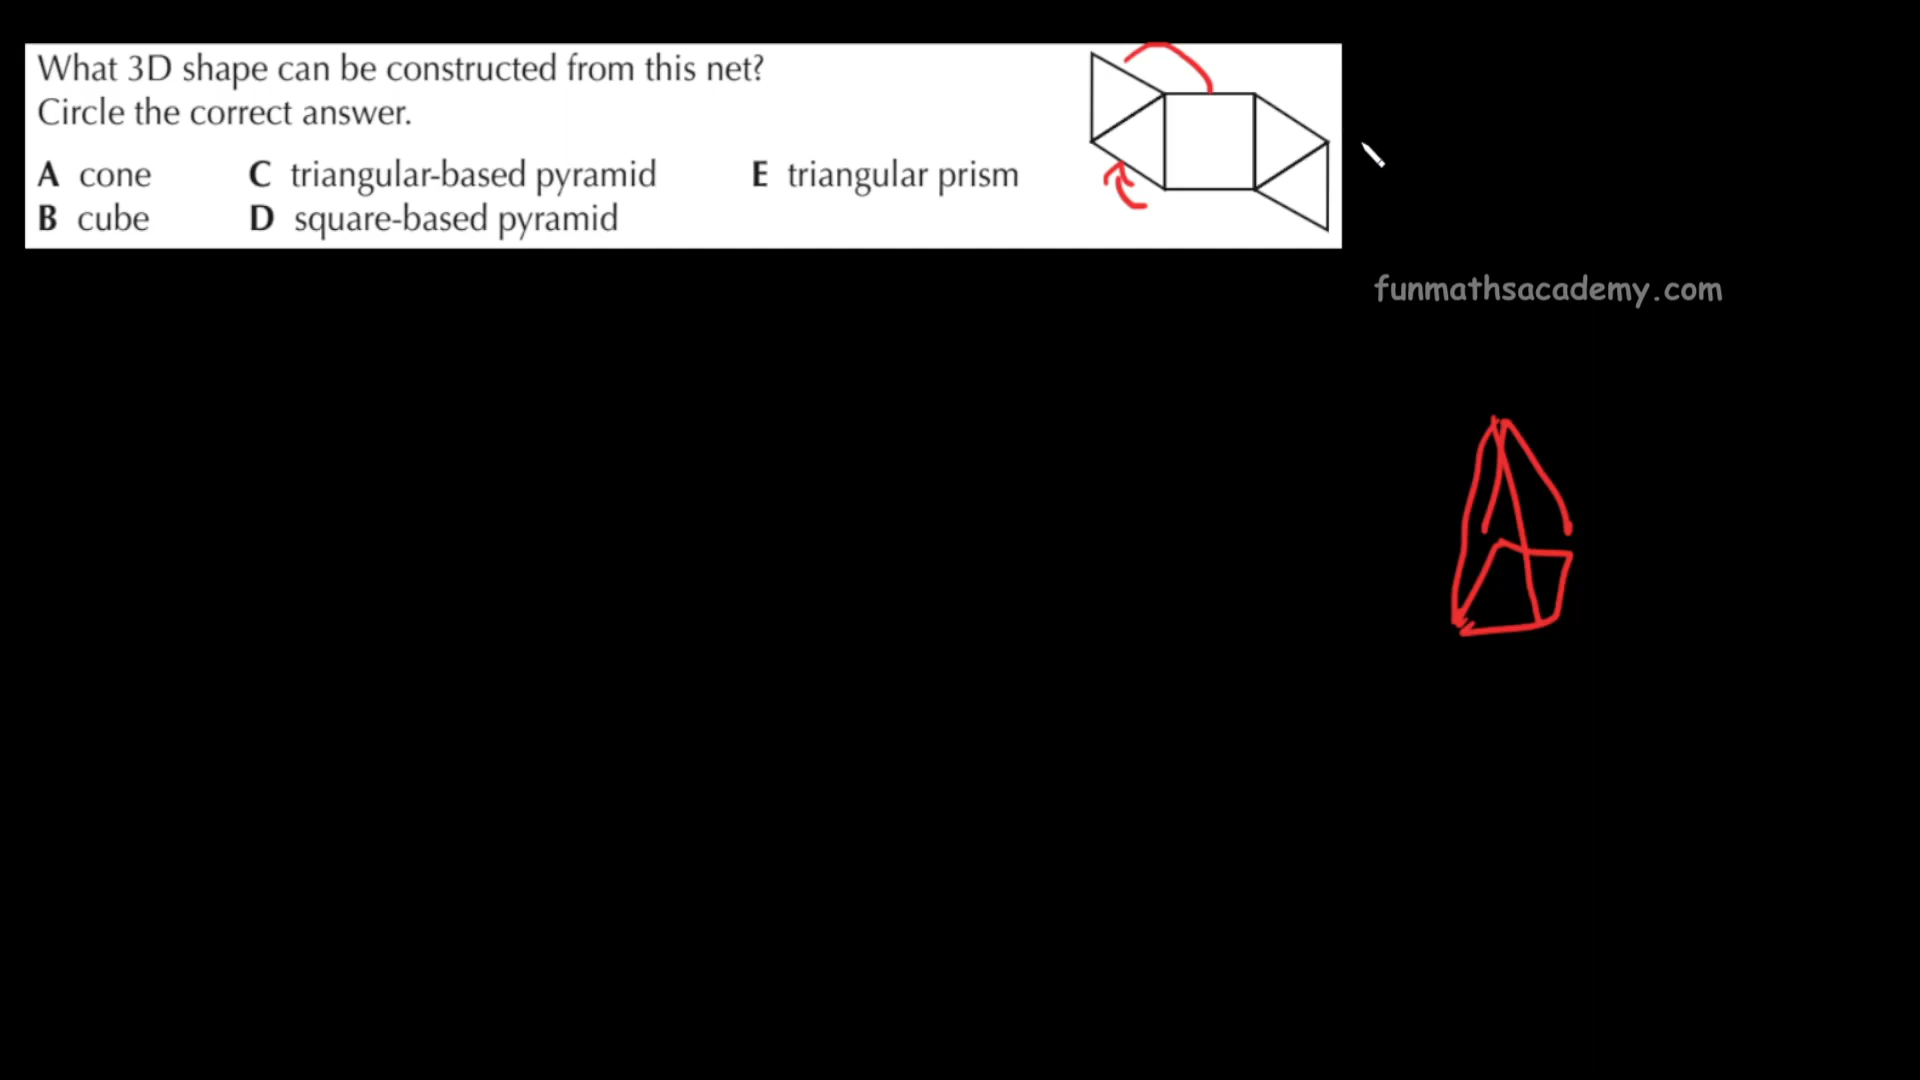 What 3D shape can be constructed from this net?
Circle the correct answer.
A cone C triangular-based pyramid E triangular prism
B cube D square-based pyramid
funmathsacademy.com